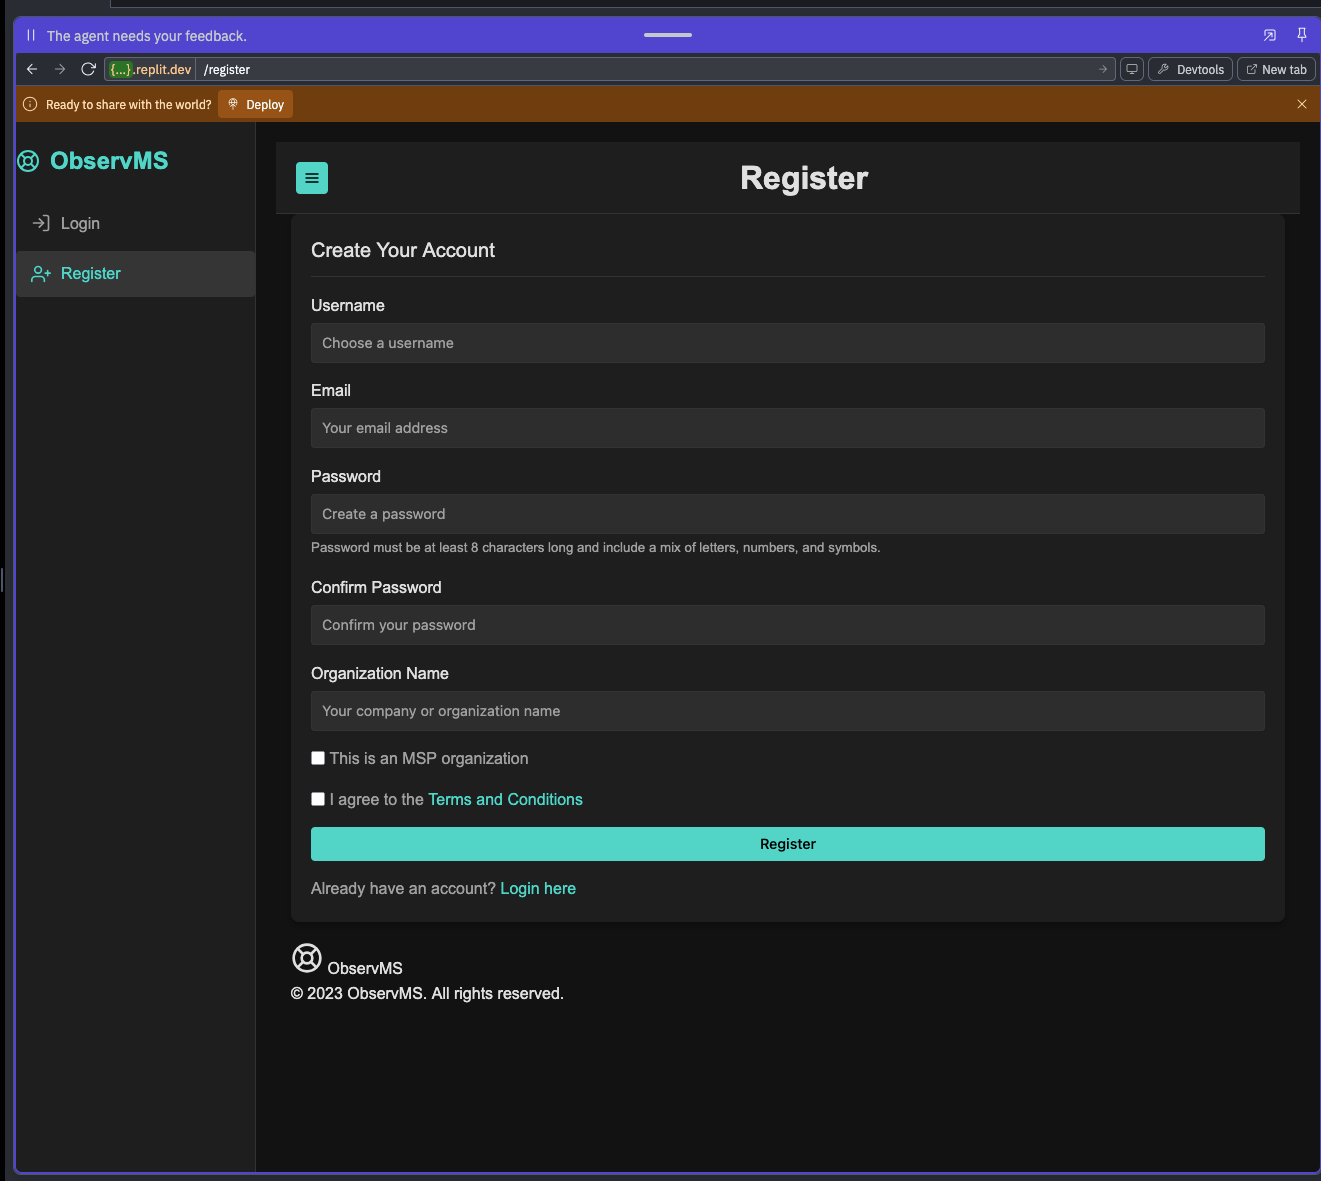 The agent needs your feedback.
{...}.replit.dev /register
Devtools
New tab
Ready to share with the world?
Deploy
ObservMS
Login
Register
Register
Create Your Account
Username
Choose a username
Email
Your email address
Password
Create a password
Password must be at least 8 characters long and include a mix of letters, numbers, and symbols.
Confirm Password
Confirm your password
Organization Name
Your company or organization name
This is an MSP organization
I agree to the Terms and Conditions
Register
Already have an account? Login here
ObservMS
© 2023 ObservMS. All rights reserved.